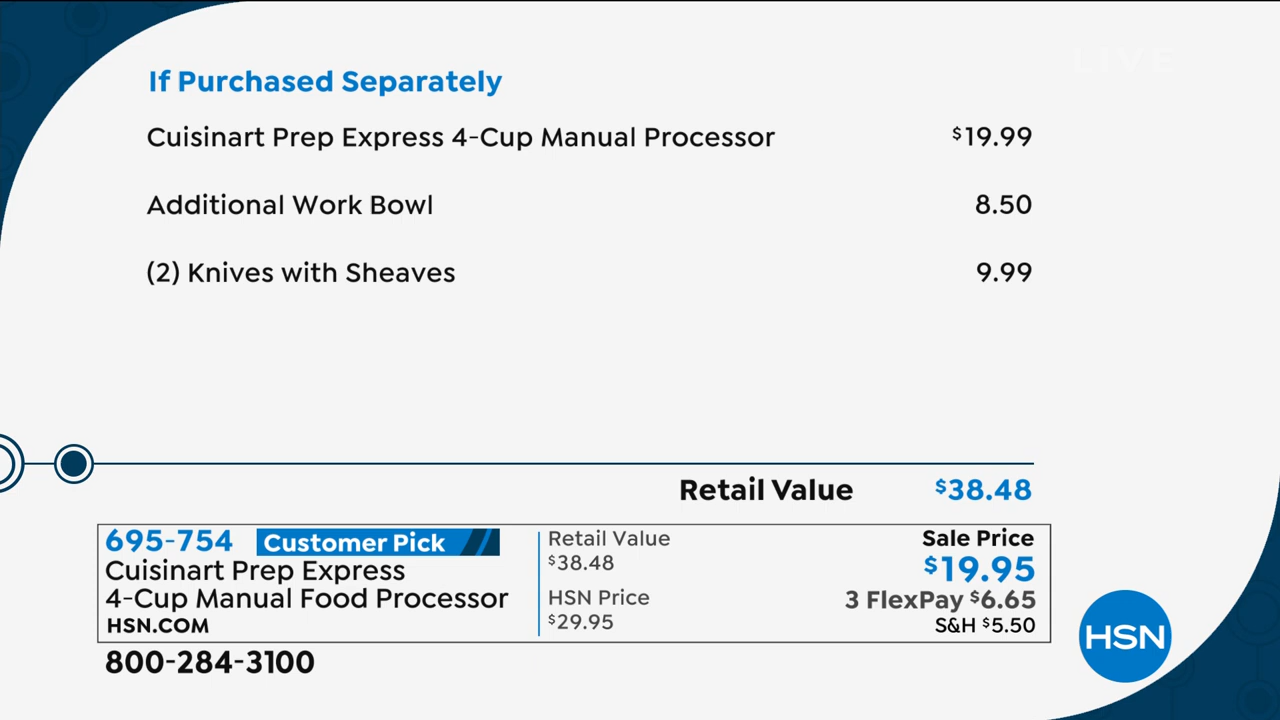 LIVE
If Purchased Separately
Cuisinart Prep Express 4-Cup Manual Processor $19.99
Additional Work Bowl 8.50
(2) Knives with Sheaves 9.99
Retail Value $38.48
695-754 Customer Pick
Cuisinart Prep Express
4-Cup Manual Food Processor
HSN.COM
Retail Value
$38.48
HSN Price
$29.95
Sale Price
$19.95
3 FlexPay $6.65
S&H $5.50
HSN
800-284-3100